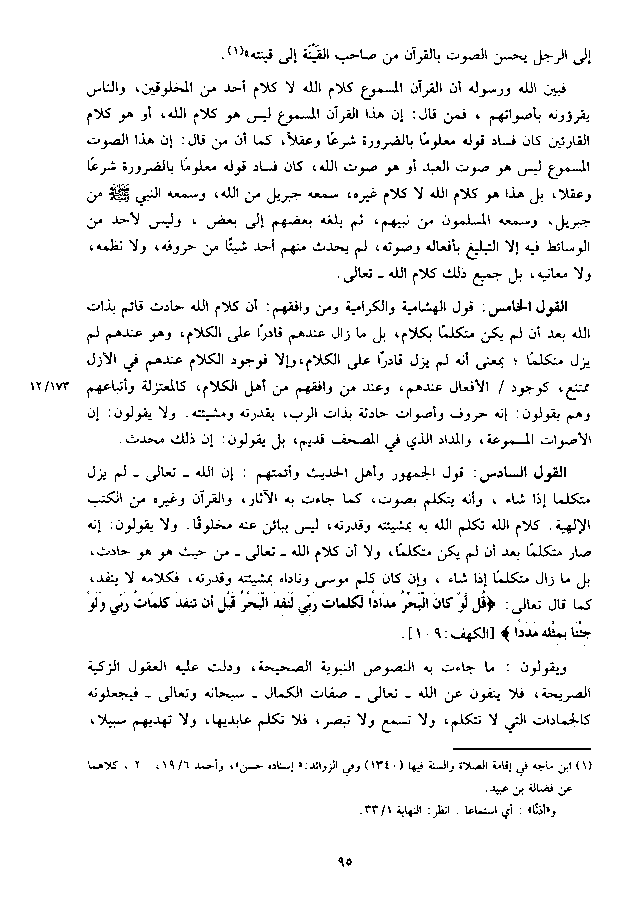 إلى الرجل يحسن الصوت بالقرآن من صاحب القَيْنَة إلى قينته»(١).
فبين الله ورسوله أن القرآن المسموع كلام الله لا كلام أحد من المخلوقين، والناس
يقرؤونه بأصواتهم ، فمن قال: إن هذا القرآن المسموع ليس هو كلام الله، أو هو كلام
القارئين كان فساد قوله معلومًا بالضرورة شرعًا وعقلاً، كما أن من قال: إن هذا الصوت
المسموع ليس هو صوت العبد أو هو صوت الله، كان فساد قوله معلومًا بالضرورة شرعًا
وعقلا، بل هذا هو كلام الله لا كلام غيره، سمعه جبريل من الله، وسمعه النبي ﷺ من
جبريل، وسمعه المسلمون من نبيهم، ثم بلغه بعضهم إلى بعض ، وليس لأحد من
الوسائط فيه إلا التبليغ بأفعاله وصوته، لم يحدث منهم أحد شيئًا من حروفه، ولا نظمه،
ولا معانيه، بل جميع ذلك كلام الله ـ تعالى.
القول الخامس: قول الهشامية والكرامية ومن وافقهم: أن كلام الله حادث قائم بذات
الله بعد أن لم يكن متكلمًا بكلام، بل ما زال عندهم قادرًا على الكلام، وهو عندهم لم
يزل متكلمًا ؛ بمعنى أنه لم يزل قادرًا على الكلام،وإلا فوجود الكلام عندهم في الأزل
ممتنع، كوجود / الأفعال عندهم، وعند من وافقهم من أهل الكلام، كالمعتزلة وأتباعهم ١٢/١٧٣
وهم يقولون: إنه حروف وأصوات حادثة بذات الرب، بقدرته ومشيئته. ولا يقولون: إن
الأصوات المسموعة، والمداد الذي في المصحف قديم، بل يقولون: إن ذلك محدث.
القول السادس: قول الجمهور وأهل الحديث وأئمتهم : إن الله ـ تعالى ـ لم يزل
متكلما إذا شاء ، وأنه يتكلم بصوت، كما جاءت به الآثار، والقرآن وغيره من الكتب
الإلهية. كلام الله تكلم الله به بمشيئته وقدرته، ليس ببائن عنه مخلوقًا. ولا يقولون: إنه
صار متكلمًا بعد أن لم يكن متكلمًا، ولا أن كلام الله ـ تعالى ـ من حيث هو هو حادث،
بل ما زال متكلمًا إذا شاء ، وإن كان كلم موسى وناداه بمشيئته وقدرته، فكلامه لا ينفد،
كما قال تعالى: ﴿قُل لَّوْ كَانَ الْبَحْرُ مِدَادًا لِّكَلِمَاتِ رَبِّي لَنَفِدَ الْبَحْرُ قَبْلَ أَن تَنفَدَ كَلِمَاتُ رَبِّي وَلَوْ
جِئْنَا بِمِثْلِهِ مَدَدًا ﴾ [الكهف:١٠٩].
ويقولون : ما جاءت به النصوص النبوية الصحيحة، ودلت عليه العقول الزكية
الصريحة، فلا ينفون عن الله ـ تعالى ـ صفات الكمال ـ سبحانه وتعالى ـ فيجعلونه
كالجمادات التي لا تتكلم، ولا تسمع ولا تبصر، فلا تكلم عابديها، ولا تهديهم سبيلا،
(١) ابن ماجه في إقامة الصلاة والسنة فيها (١٣٤٠) وفي الزوائد:«إسناده حسن»، وأحمد ١٩/٦، ٢٠ ، كلاهما
عن فضالة بن عبيد.
و«أذنًا» : أي استماعا . انظر: النهاية ٣٣/١.
٩٥